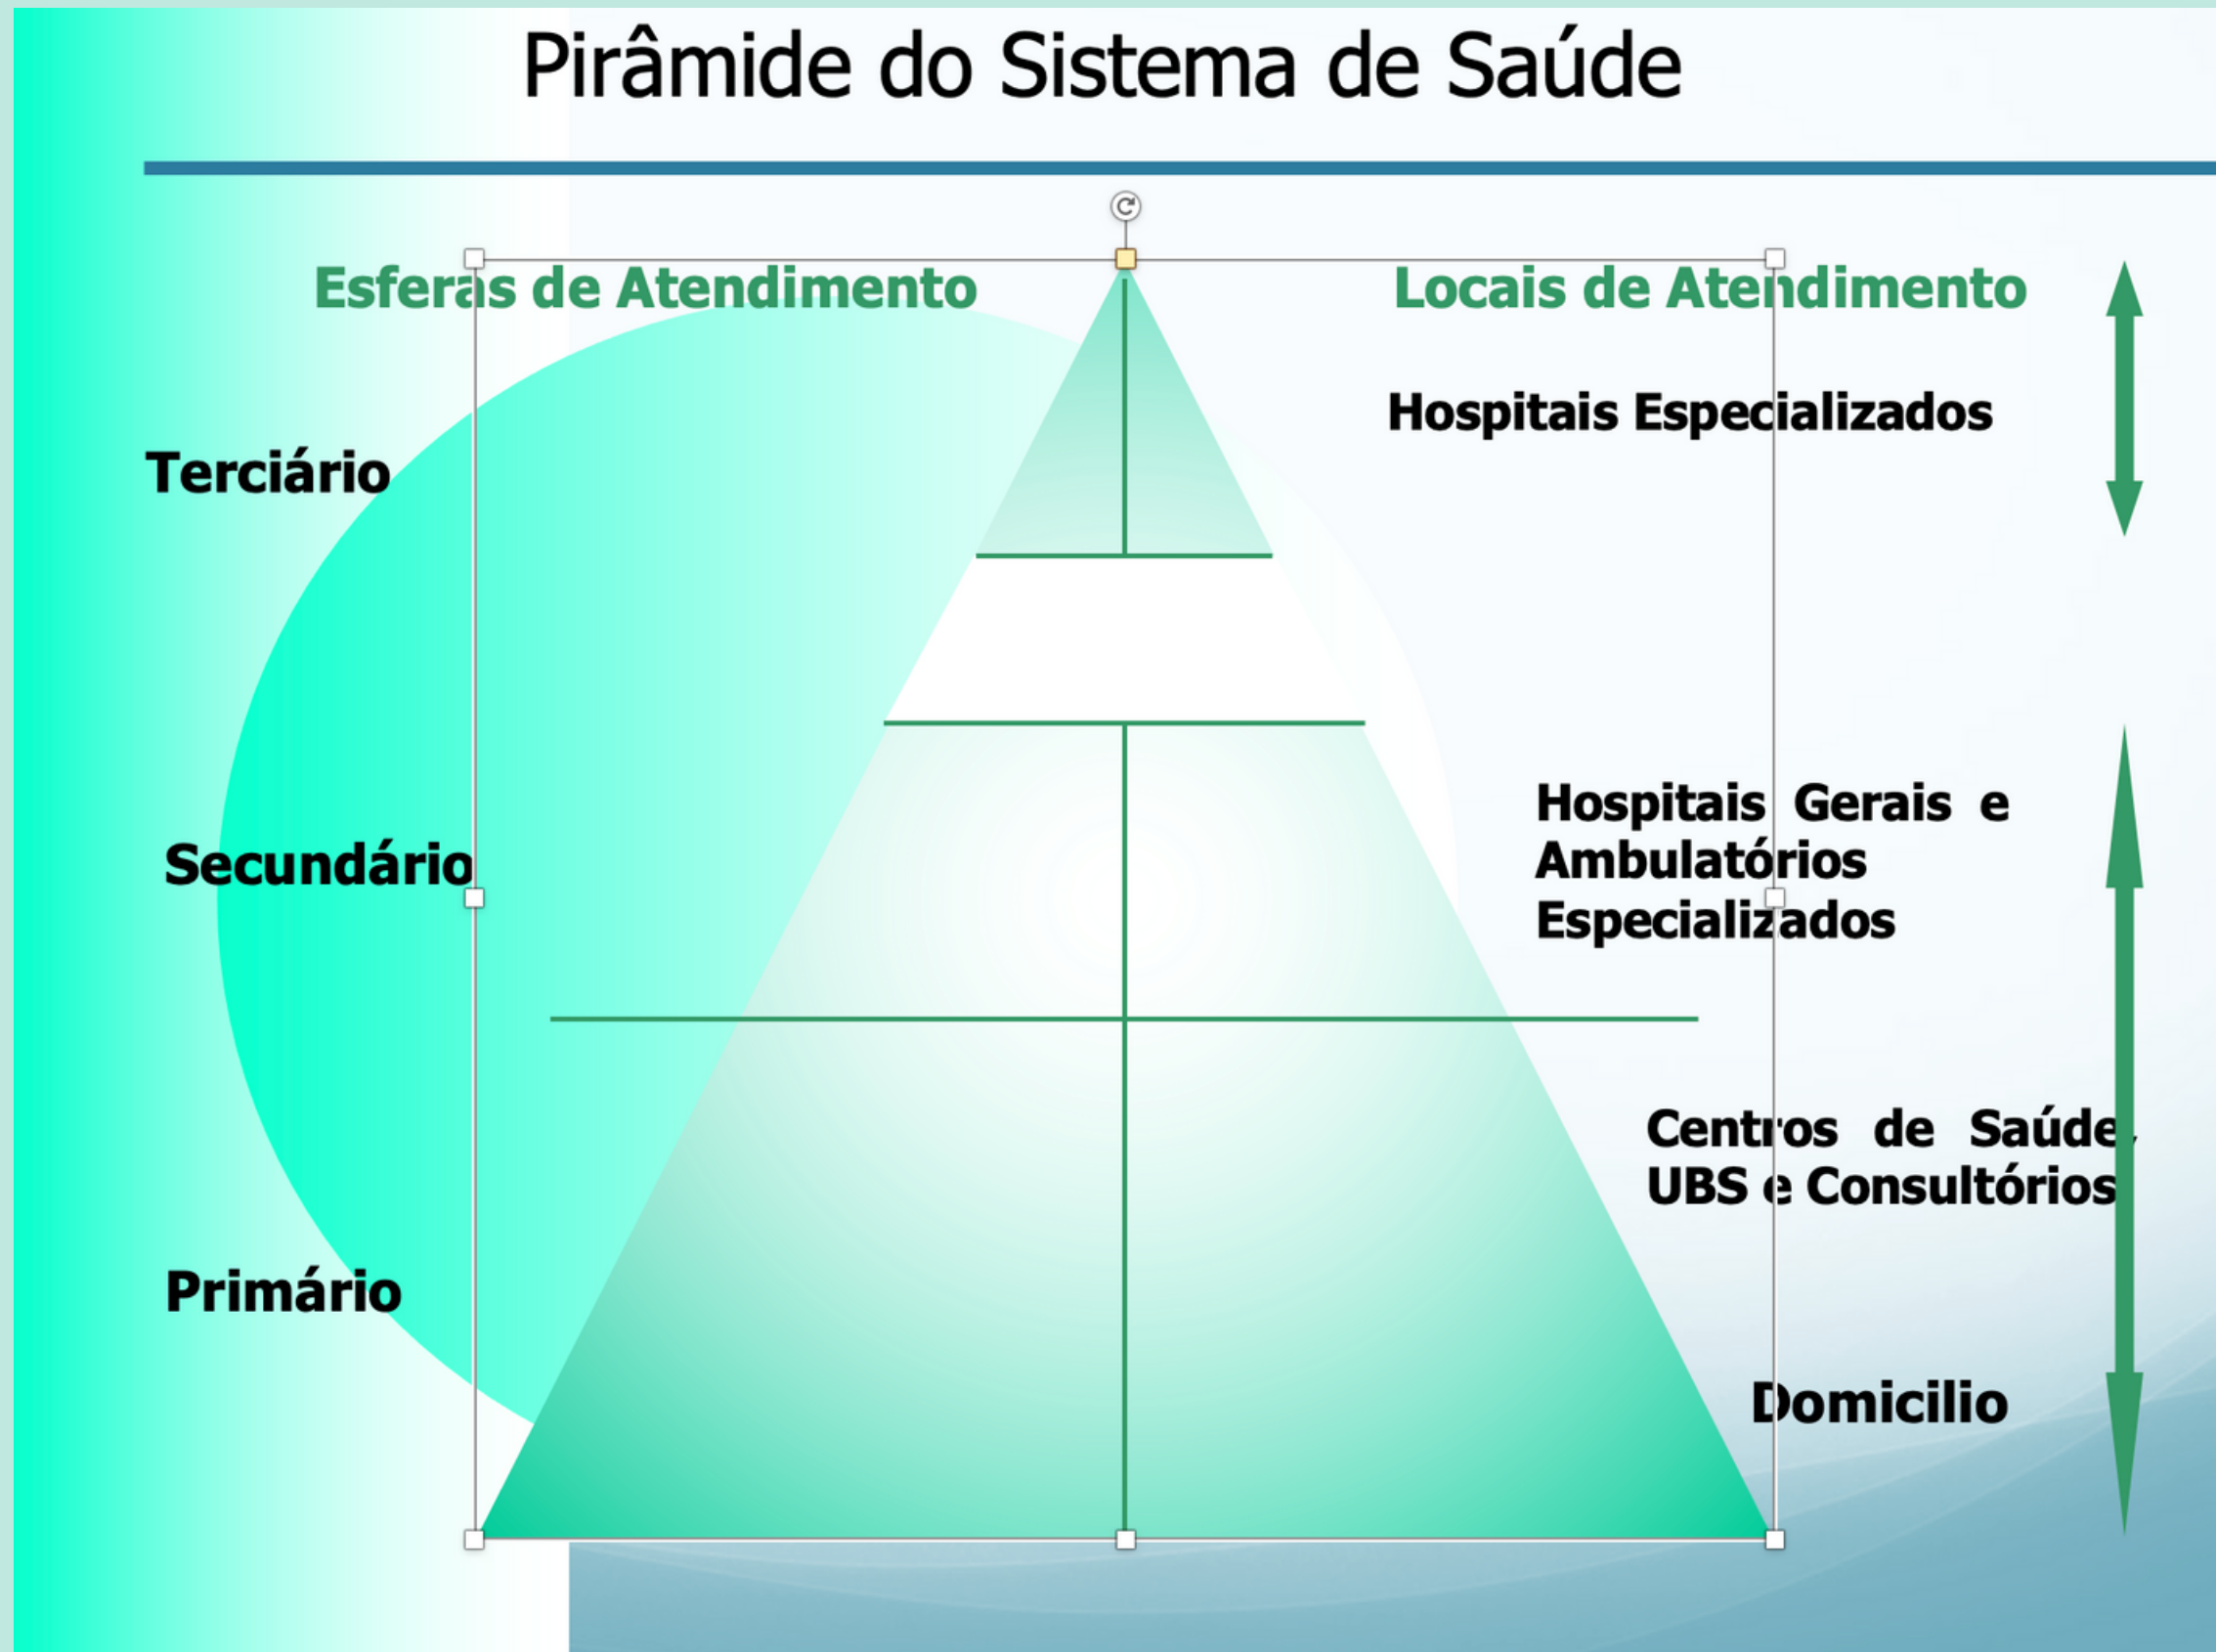 Pirâmide do Sistema de Saúde
Esferas de Atendimento
Locais de Atendimento
Hospitais Especializados
Terciário
Hospitais Gerais e
Ambulatórios
Especializados
Secundário
Centros de Saúde,
UBS e Consultórios
Primário
Domicilio